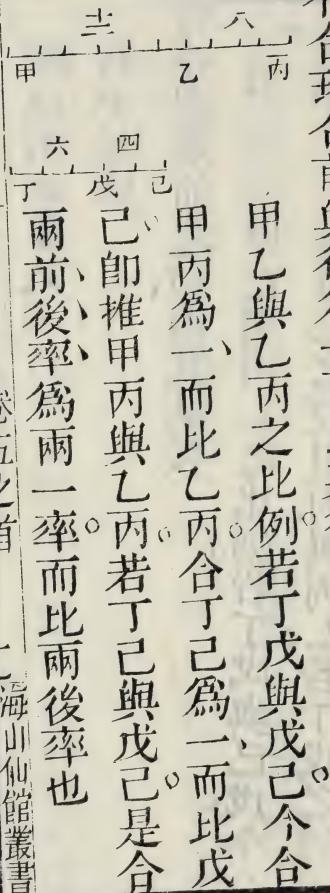 甲乙與乙丙之比例若丁戊與戊己今合
甲丙爲一而比乙丙合丁己爲一而比戊
己卽推甲丙與乙丙若丁己與戊己是合
兩前後率爲兩一率而比兩後率也
八
甲 乙 丙
六 四
丁 戊 己
卷五之首
海山仙館叢書